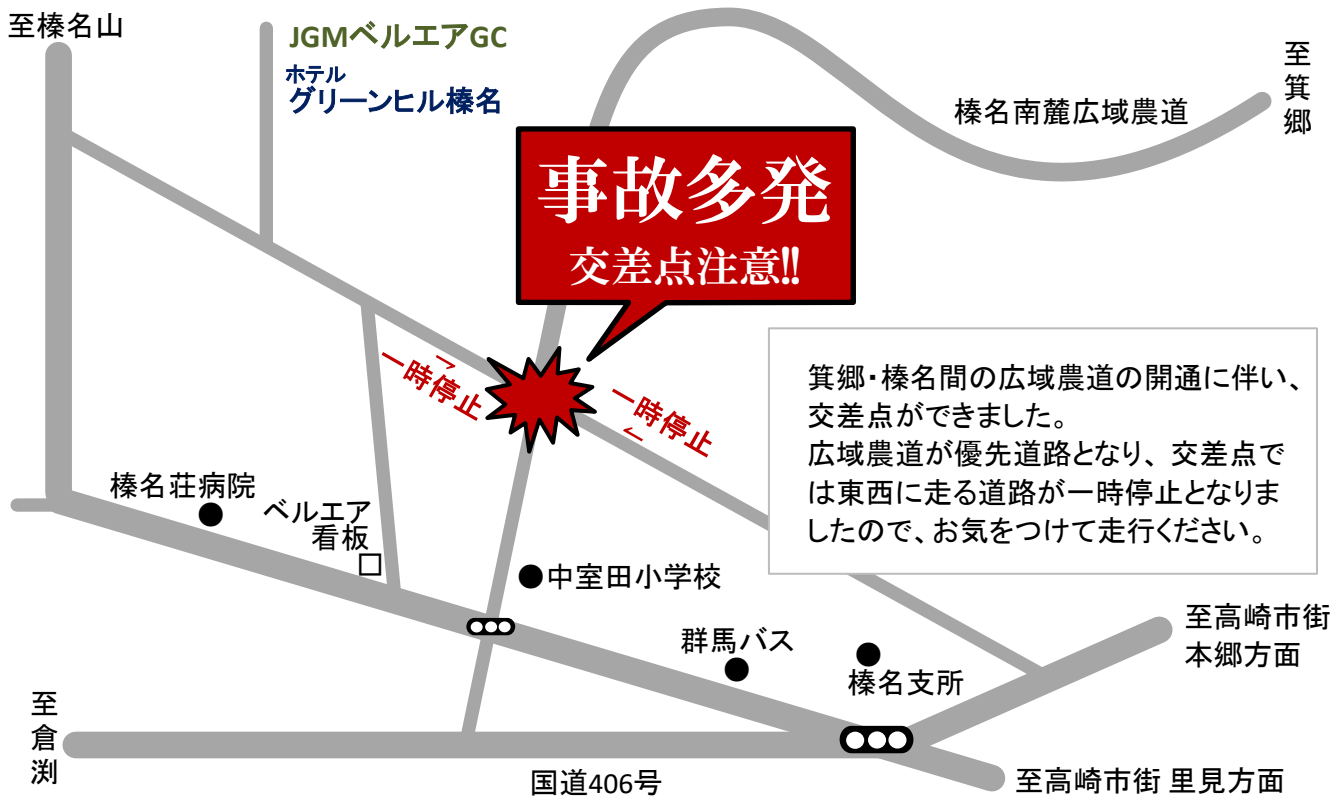 至榛名山
JGMベルエアGC
ホテル
グリーンヒル榛名
至箕郷
榛名南麓広域農道
事故多発
交差点注意!!
一時停止
一時停止
箕郷・榛名間の広域農道の開通に伴い、
交差点ができました。
広域農道が優先道路となり、交差点で
は東西に走る道路が一時停止となりま
したので、お気をつけて走行ください。
榛名荘病院
ベルエア
看板
中室田小学校
群馬バス
榛名支所
至高崎市街
本郷方面
至倉渕
国道406号
至高崎市街 里見方面